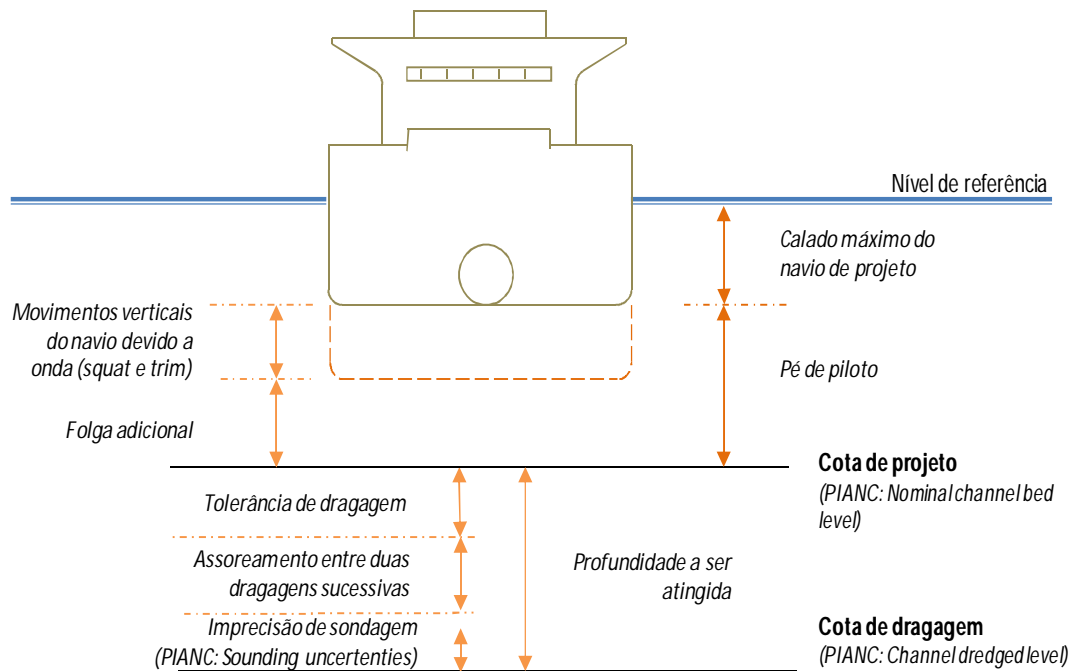 Nível de referência
Calado máximo do
navio de projeto
Movimentos verticais
do navio devido a
onda (squat e trim)
Pé de piloto
Folga adicional
Cota de projeto
(PIANC: Nominal channel bed
level)
Tolerância de dragagem
Assoreamento entre duas
dragagens sucessivas
Profundidade a ser
atingida
Imprecisão de sondagem
(PIANC: Sounding uncertenties)
Cota de dragagem
(PIANC: Channel dredged level)